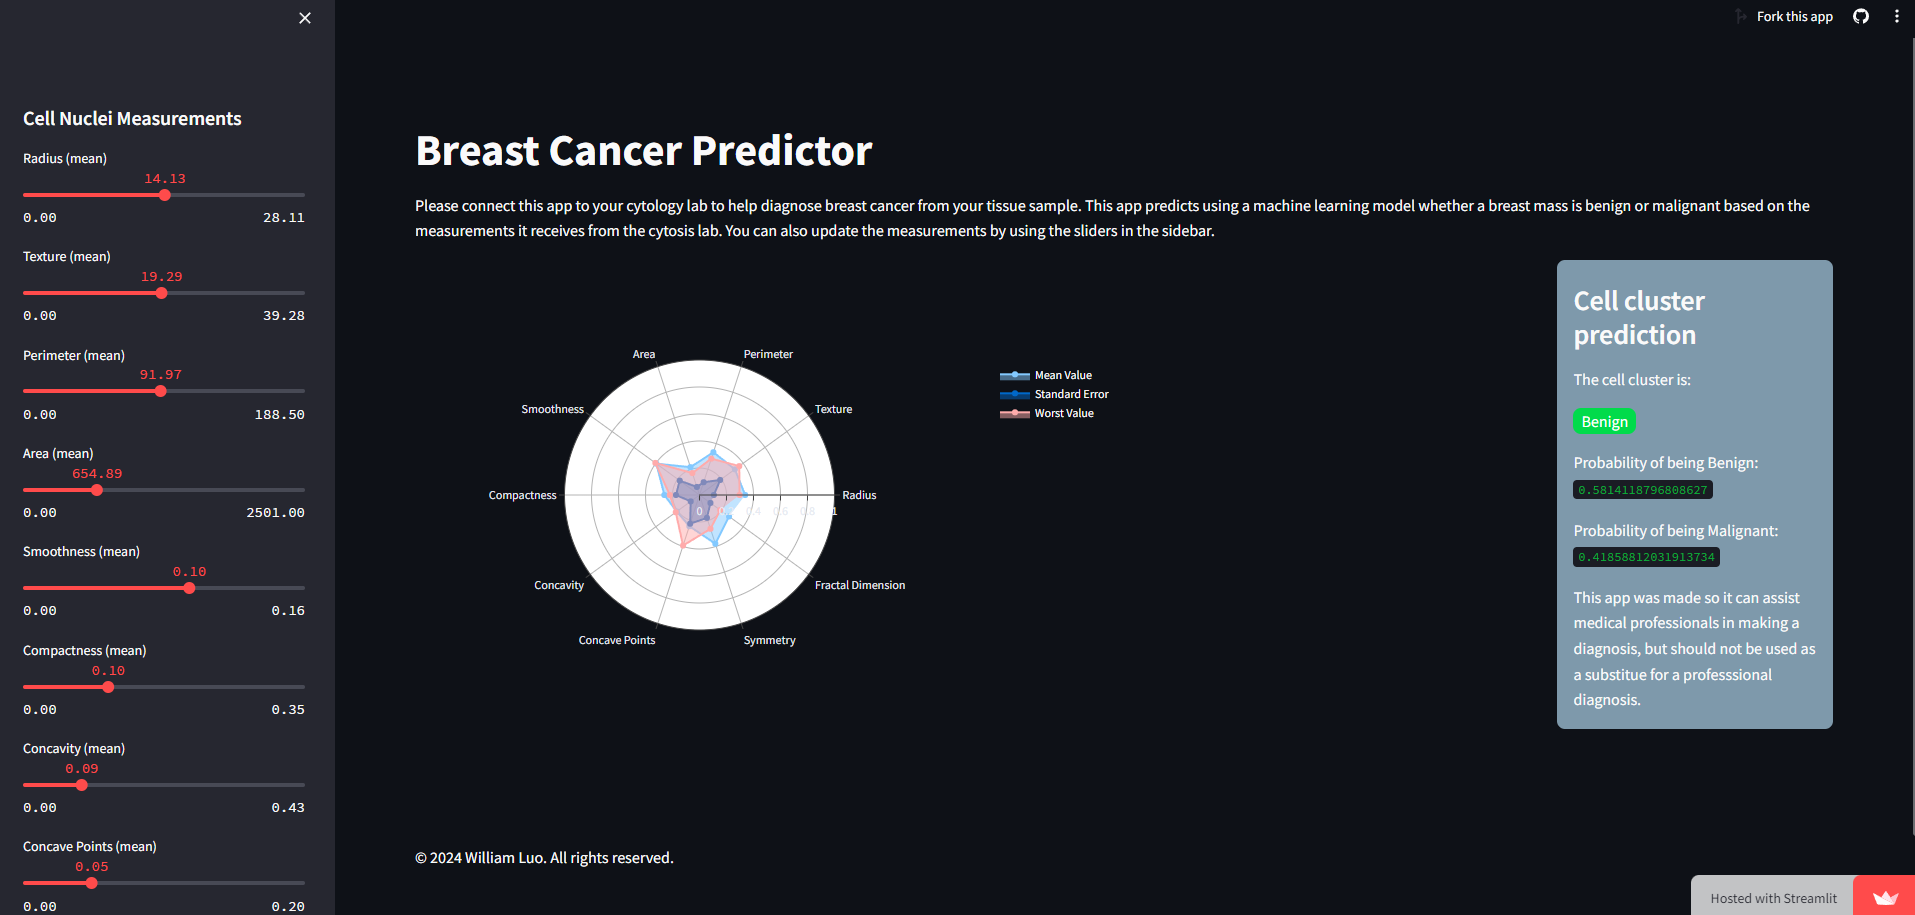 Fork this app
Cell Nuclei Measurements
Radius (mean)
14.13
0.00 28.11
Texture (mean)
19.29
0.00 39.28
Perimeter (mean)
91.97
0.00 188.50
Area (mean)
654.89
0.00 2501.00
Smoothness (mean)
0.10
0.00 0.16
Compactness (mean)
0.10
0.00 0.35
Concavity (mean)
0.09
0.00 0.43
Concave Points (mean)
0.05
0.00 0.20
Breast Cancer Predictor
Please connect this app to your cytology lab to help diagnose breast cancer from your tissue sample. This app predicts using a machine learning model whether a breast mass is benign or malignant based on the
measurements it receives from the cytosis lab. You can also update the measurements by using the sliders in the sidebar.
Area Perimeter
Smoothness Texture
Compactness Radius
0 0.4 0.6 0.8 1
Concavity Fractal Dimension
Concave Points Symmetry
Mean Value
Standard Error
Worst Value
Cell cluster
prediction
The cell cluster is:
Benign
Probability of being Benign:
0.5814118796808627
Probability of being Malignant:
0.41858812031913734
This app was made so it can assist
medical professionals in making a
diagnosis, but should not be used as
a substitue for a professsional
diagnosis.
© 2024 William Luo. All rights reserved.
Hosted with Streamlit